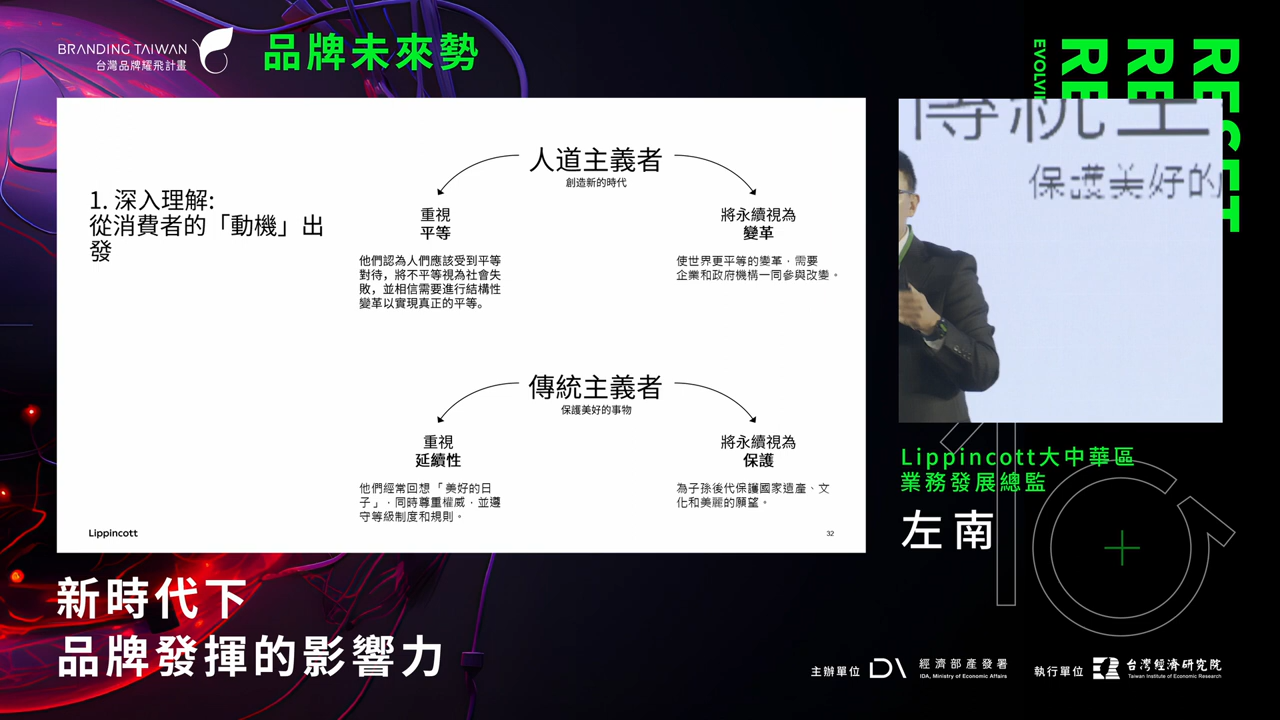 BRANDING TAIWAN
台灣品牌耀飛計畫
品牌未來勢
1. 深入理解:
從消費者的「動機」出
發
人道主義者
創造新的時代
重視
平等
他們認為人們應該受到平等
對待，將不平等視為社會失
敗，並相信需要進行結構性
變革以實現真正的平等。
將永續視為
變革
使世界更平等的變革，需要
企業和政府機構一同參與改變。
傳統主義者
保護美好的事物
重視
延續性
他們經常回想「美好的日
子」，同時尊重權威，並遵
守等級制度和規則。
將永續視為
保護
為子孫後代保護國家遺產、文
化和美麗的願望。
Lippincott
32
傳統主
保護美好的
RESET
RE
RE
EVOLVI
Lippincott大中華區
業務發展總監
左南
新時代下
品牌發揮的影響力
主辦單位
IDA
經濟部產發署
IDA, Ministry of Economic Affairs
執行單位
台灣經濟研究院
Taiwan Institute of Economic Research